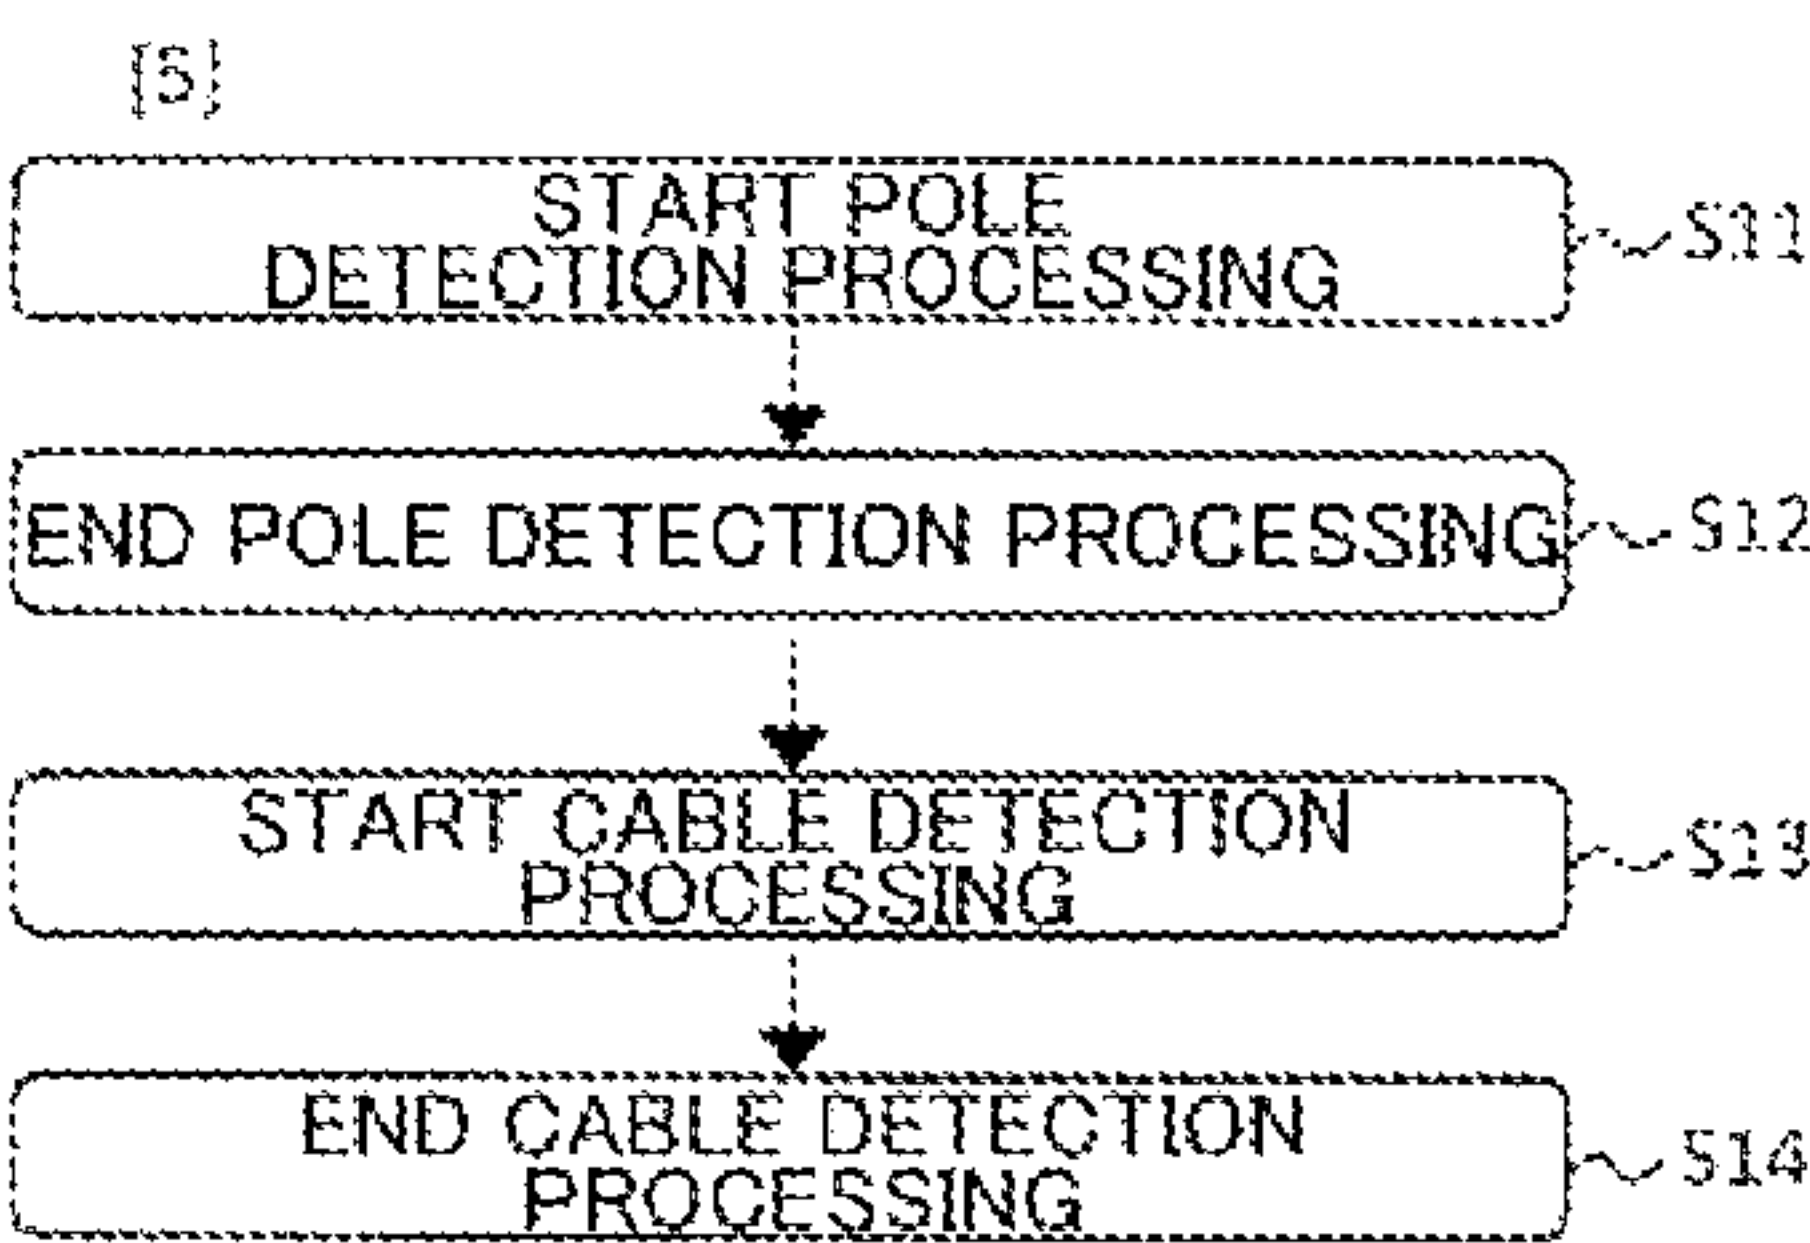 [S]
START POLE
DETECTION PROCESSING
S11
END POLE DETECTION PROCESSING
S12
START CABLE DETECTION
PROCESSING
S13
END CABLE DETECTION
PROCESSING
S14